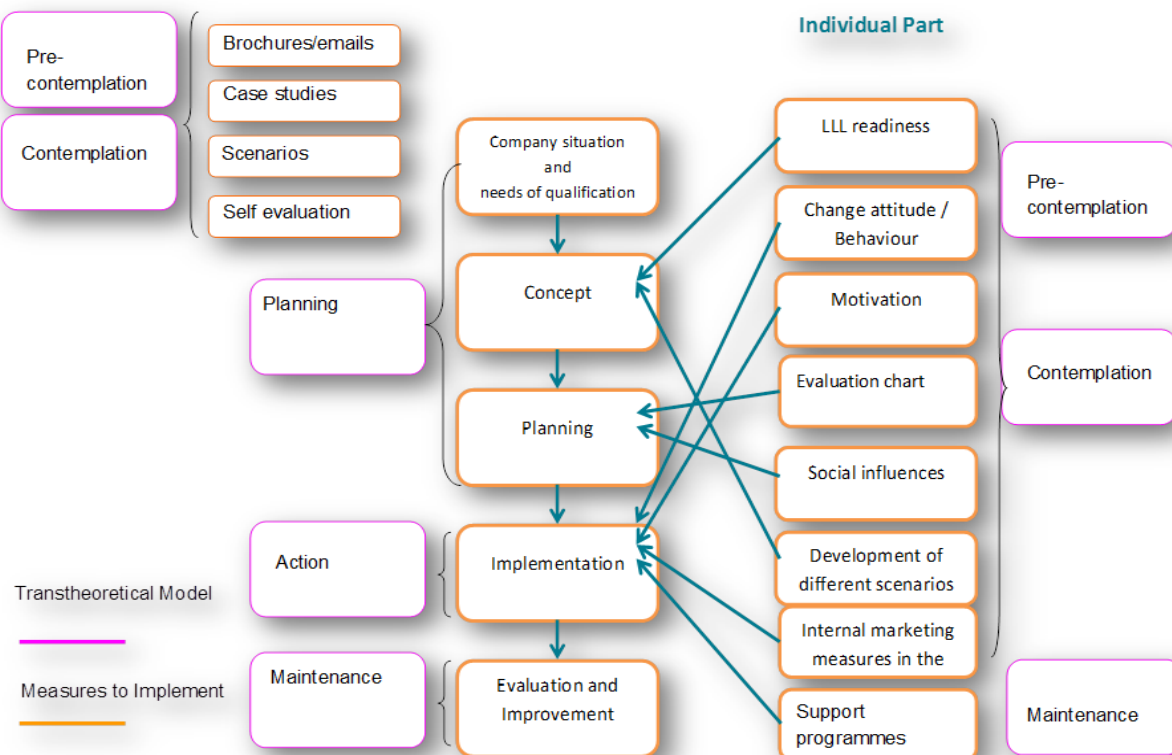 Individual Part
Pre-
contemplation
Contemplation
Brochures/emails
Case studies
Scenarios
Self evaluation
Planning
Company situation
and
needs of qualification
Concept
Planning
Action
Implementation
Maintenance
Evaluation and
Improvement
LLL readiness
Change attitude /
Behaviour
Motivation
Evaluation chart
Social influences
Development of
different scenarios
Internal marketing
measures in the
Support
programmes
Pre-
contemplation
Contemplation
Maintenance
Transtheoretical Model
Measures to Implement